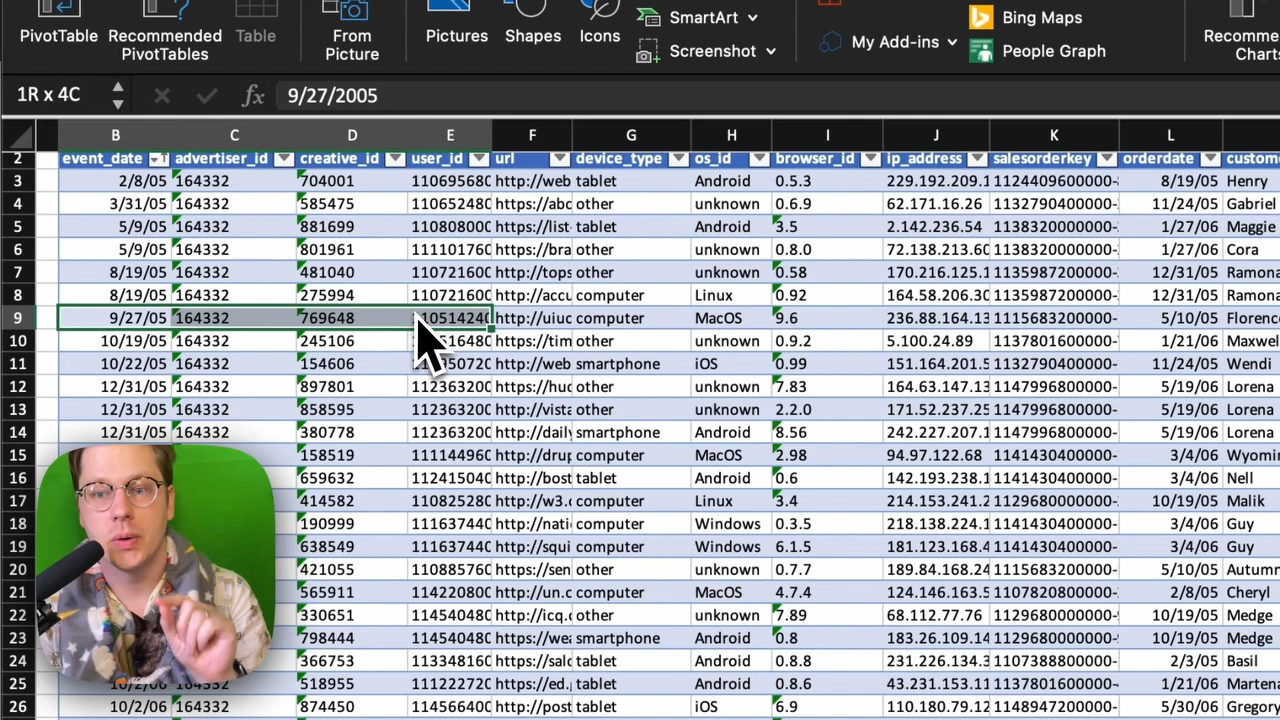 PivotTable Recommended PivotTables Table From Picture Pictures Shapes Icons SmartArt Screenshot My Add-ins Bing Maps People Graph Charts
1R x 4C fx 9/27/2005
B C D E F G H I J K L
2 event_date advertiser_id creative_id user_id url device_type os_id browser_id ip_address salesorderkey orderdate
3 2/8/05 164332 704001 110695680 http://web tablet Android 0.5.3 229.192.209.1 1124409600000- 8/19/05 Henry
4 3/31/05 164332 585475 110652480 https://abc other unknown 0.6.9 62.171.16.26 1132790400000- 11/24/05 Gabriel
5 5/9/05 164332 881699 110808000 https://list- tablet Android 3.5 2.142.236.54 1138320000000- 1/27/06 Maggie
6 5/9/05 164332 801961 111101760 https://bra other unknown 0.8.0 72.138.213.60 1138320000000- 1/27/06 Cora
7 8/19/05 164332 481040 110721600 http://tops other unknown 0.58 170.216.125.1 1135987200000- 12/31/05 Ramona
8 8/19/05 164332 275994 110721600 http://accu computer Linux 0.92 164.58.206.30 1135987200000- 12/31/05 Ramona
9 9/27/05 164332 769648 http://uiuc computer MacOS 9.6 236.88.164.13 1115683200000- 5/10/05 Florence
10 10/19/05 164332 245106 https://tim other unknown 0.9.2 5.100.24.89 1137801600000- 1/21/06 Maxwel
11 10/22/05 164332 154606 http://web smartphone iOS 0.99 151.164.201.5 1132790400000- 11/24/05 Wendi
12 12/31/05 164332 897801 112363200 https://huc other unknown 7.83 164.63.147.13 1147996800000- 5/19/06 Lorena
13 12/31/05 164332 858595 112363200 http://vista other unknown 2.2.0 171.52.237.25 1147996800000- 5/19/06 Lorena
14 12/31/05 164332 380778 112363200 http://daily smartphone Android 8.56 242.227.207.1 1147996800000- 5/19/06 Lorena
15 158519 111144960 http://drup computer MacOS 2.98 94.97.122.68 1141430400000- 3/4/06 Wyomin
16 659632 112415040 http://bost tablet Android 0.6 142.193.238.1 1141430400000- 3/4/06 Nell
17 414582 110825280 http://w3.c computer Linux 3.4 214.153.241.2 1129680000000- 10/19/05 Malik
18 190999 111637440 http://nati computer Windows 0.3.5 218.138.224.1 1141430400000- 3/4/06 Guy
19 638549 111637440 http://squi computer Windows 6.1.5 181.123.168.4 1141430400000- 3/4/06 Guy
20 421055 110885760 https://sen other unknown 0.7.7 189.84.168.24 1115683200000- 5/10/05 Autumn
21 565911 114220800 http://un.c computer MacOS 4.7.4 124.146.163.5 1107820800000- 2/8/05 Cheryl
22 330651 114540480 http://icq. other unknown 7.89 68.112.77.76 1129680000000- 10/19/05 Medge
23 798444 114540480 https://wea smartphone Android 0.8 183.26.109.14 1129680000000- 10/19/05 Medge
24 366753 113348160 https://salc tablet Android 0.8.8 231.226.134.3 1107388800000- 2/3/05 Basil
25 10/2/06 164332 518955 111222720 https://ed. tablet Android 0.8.6 43.231.153.11 1137801600000- 1/21/06 Martena
26 10/2/06 164332 874450 114566400 http://post tablet iOS 6.9 110.180.79.12 1148947200000- 5/30/06 Gregory